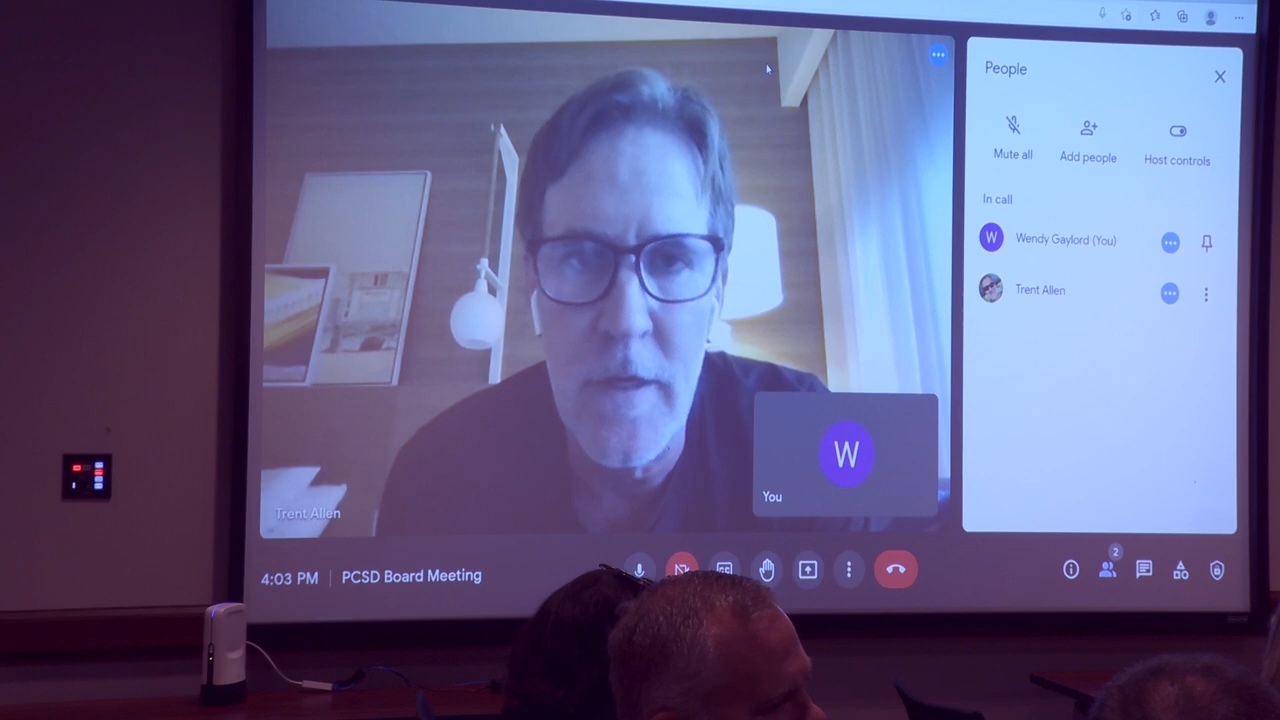 People
Mute all
Add people
Host controls
In call
W
Wendy Gaylord (You)
Trent Allen
W
You
Trent Allen
4:03 PM | PCSD Board Meeting
2